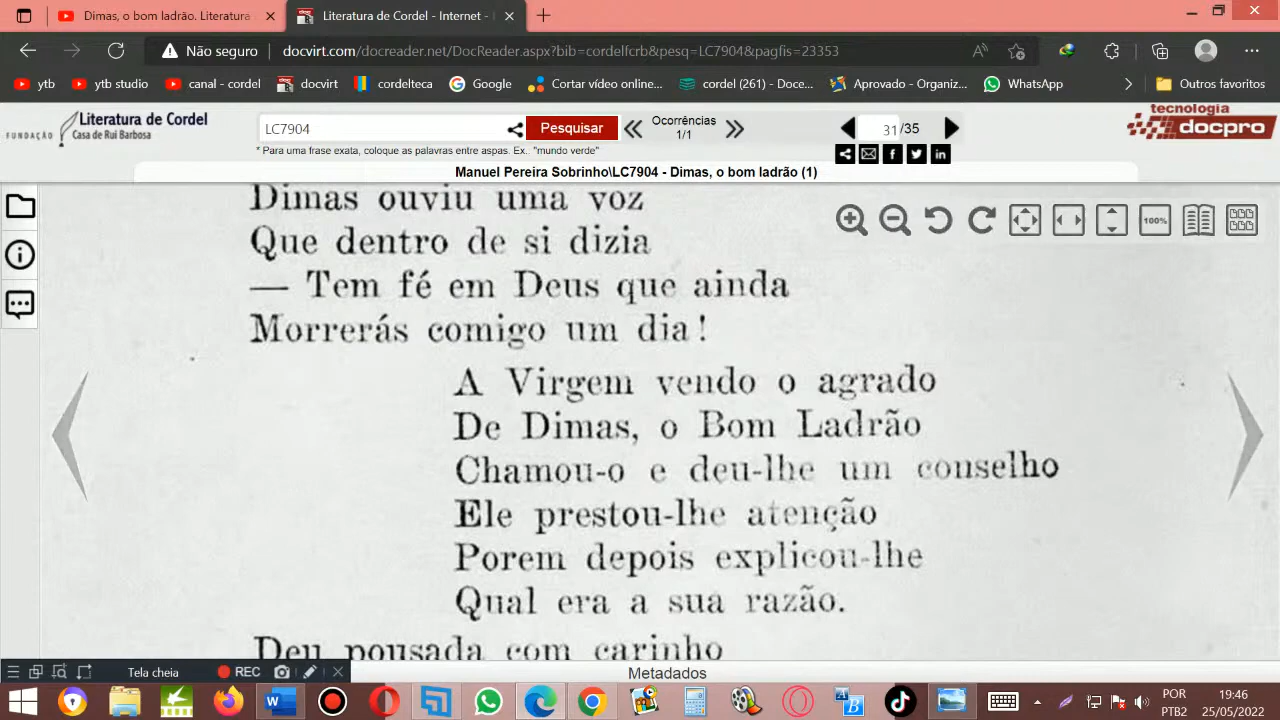 Dimas, o bom ladrão. Literatura
Literatura de Cordel - Internet -
Não seguro
docvirt.com/docreader.net/DocReader.aspx?bib=cordelfcrb&pesq=LC7904&pagfis=23353
ytb
ytb studio
canal - cordel
docvirt
cordelteca
Google
Cortar vídeo online...
cordel (261) - Doce...
Aprovado - Organiz...
WhatsApp
Outros favoritos
FUNDAÇÃO
Literatura de Cordel
Casa de Rui Barbosa
LC7904
Pesquisar
Ocorrências
1/1
31/35
* Para uma frase exata, coloque as palavras entre aspas. Ex.. "mundo verde"
tecnologia
docpro
Manuel Pereira Sobrinho\LC7904 - Dimas, o bom ladrão (1)
100%
Dimas ouviu uma voz
Que dentro de si dizia
— Tem fé em Deus que ainda
Morrerás comigo um dia!
A Virgem vendo o agrado
De Dimas, o Bom Ladrão
Chamou-o e deu-lhe um conselho
Ele prestou-lhe atenção
Porem depois explicou-lhe
Qual era a sua razão.
Deu pousada com carinho
Tela cheia
REC
Metadados
POR
PTB2
19:46
25/05/2022